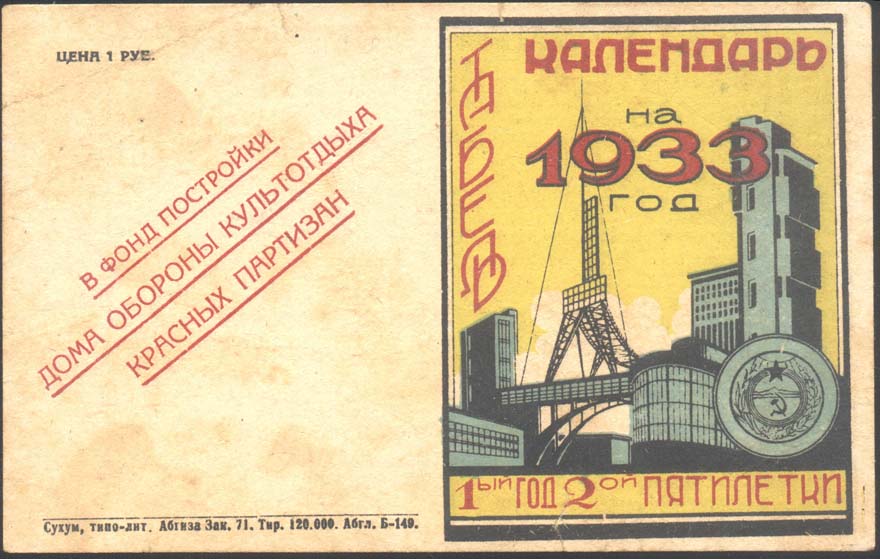 ЦЕНА 1 РУБ.
В ФОНД ПОСТРОЙКИ
ДОМА ОБОРОНЫ КУЛЬТОТДЫХА
КРАСНЫХ ПАРТИЗАН
Сухум, типо-лит. Абгиза Зак. 71. Тир. 120.000. Абгл. Б-149.
ТАБЕЛЬ
КАЛЕНДАРЬ
на
1933
год
1ый ГОД 2ой ПЯТИЛЕТКИ